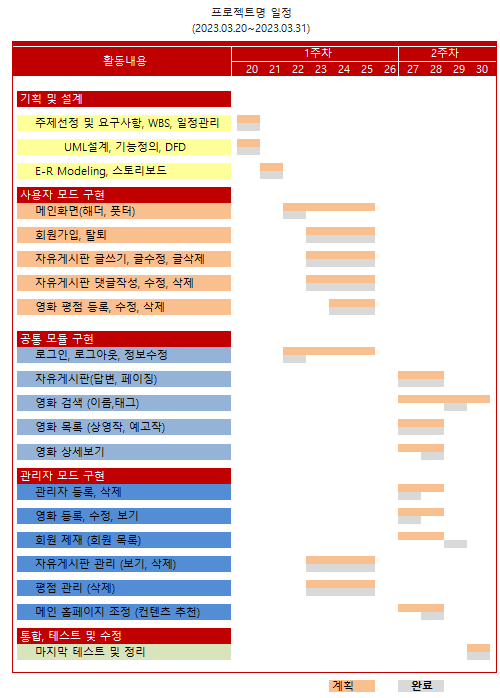 프로젝트명 일정
(2023.03.20~2023.03.31)
활동내용
1주차 2주차
20 21 22 23 24 25 26 27 28 29 30
기획 및 설계
주제선정 및 요구사항, WBS, 일정관리
UML설계, 기능정의, DFD
E-R Modeling, 스토리보드
사용자 모드 구현
메인화면(해더, 풋터)
회원가입, 탈퇴
자유게시판 글쓰기, 글수정, 글삭제
자유게시판 댓글작성, 수정, 삭제
영화 평점 등록, 수정, 삭제
공통 모듈 구현
로그인, 로그아웃, 정보수정
자유게시판(답변, 페이징)
영화 검색 (이름,태그)
영화 목록 (상영작, 예고작)
영화 상세보기
관리자 모드 구현
관리자 등록, 삭제
영화 등록, 수정, 보기
회원 제재 (회원 목록)
자유게시판 관리 (보기, 삭제)
평점 관리 (삭제)
메인 홈페이지 조정 (컨텐츠 추천)
통합, 테스트 및 수정
마지막 테스트 및 정리
계획 완료